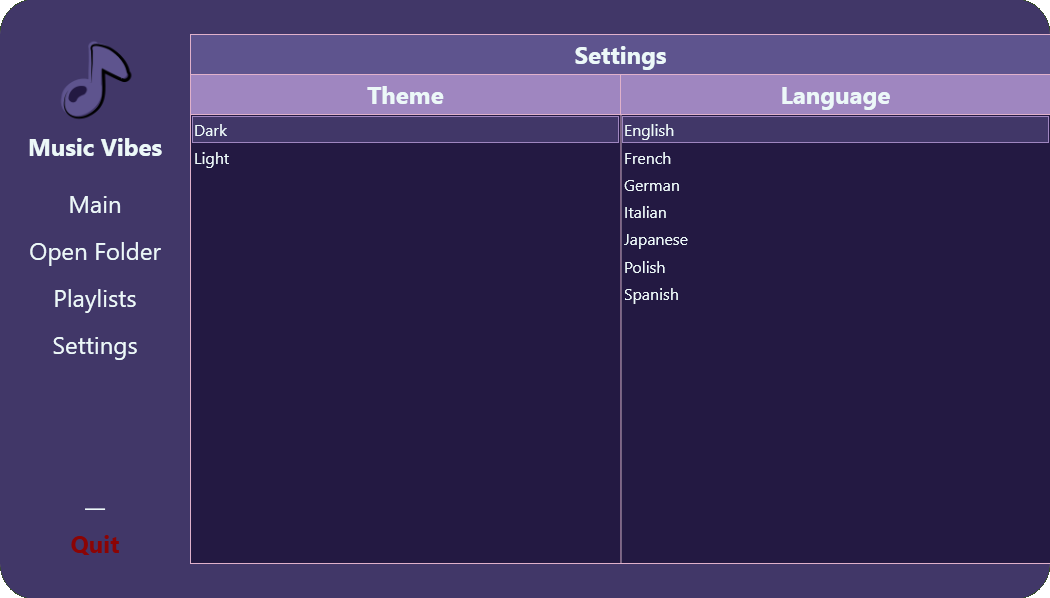 Music Vibes
Main
Open Folder
Playlists
Settings
—
Quit
Settings
Theme
Language
Dark
Light
English
French
German
Italian
Japanese
Polish
Spanish